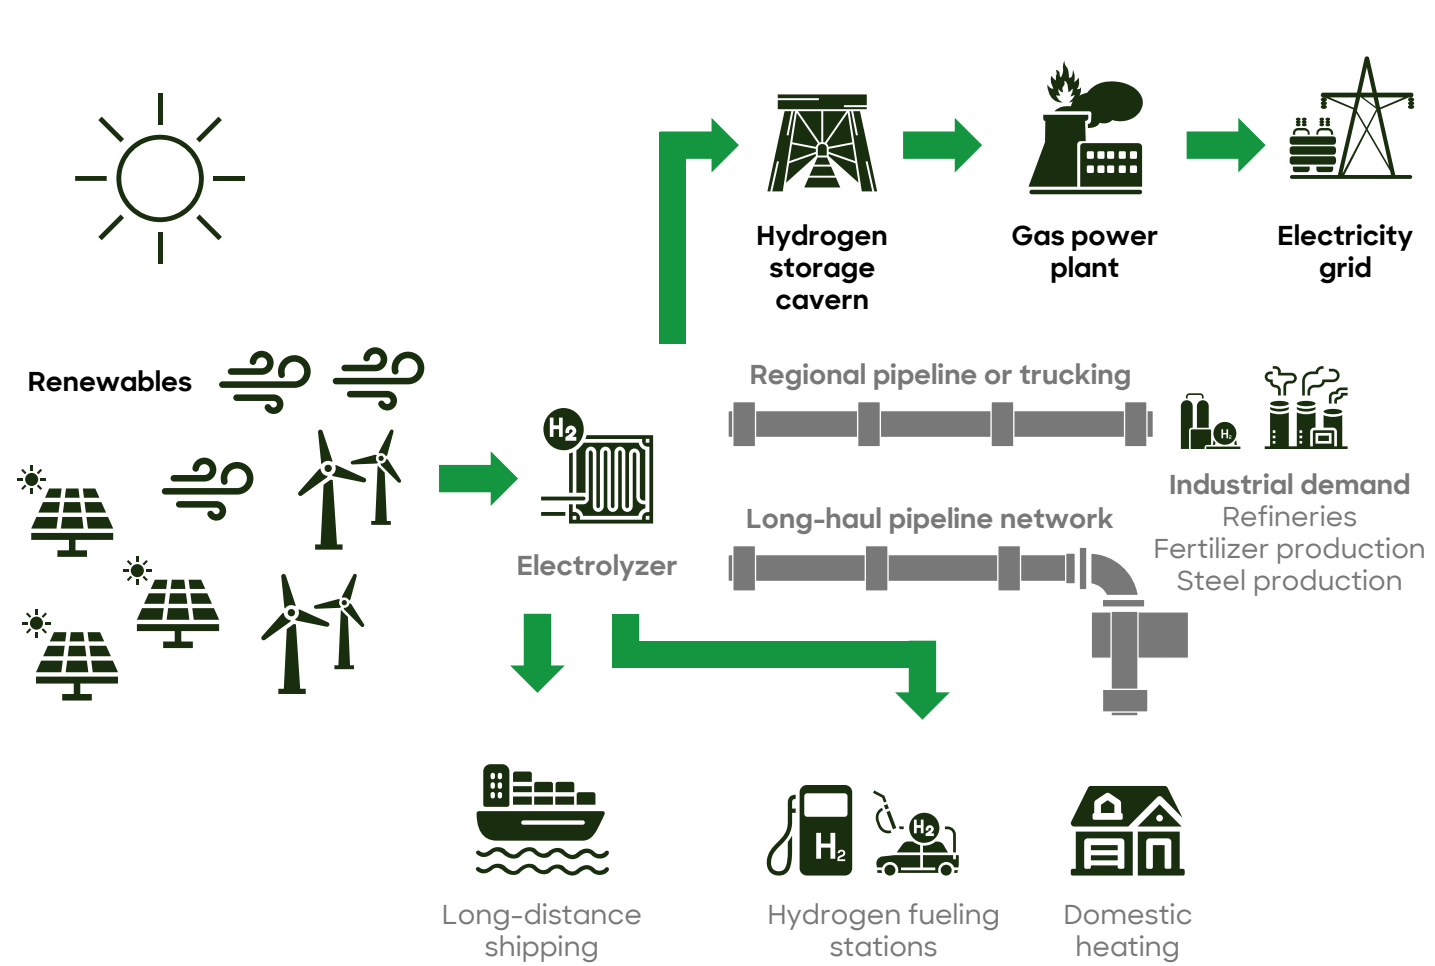 Hydrogen
storage
cavern
Gas power
plant
Electricity
grid
Renewables
Regional pipeline or trucking
H2
Electrolyzer
Long-haul pipeline network
H2
Industrial demand
Refineries
Fertilizer production
Steel production
H2
H2
Long-distance
shipping
Hydrogen fueling
stations
Domestic
heating